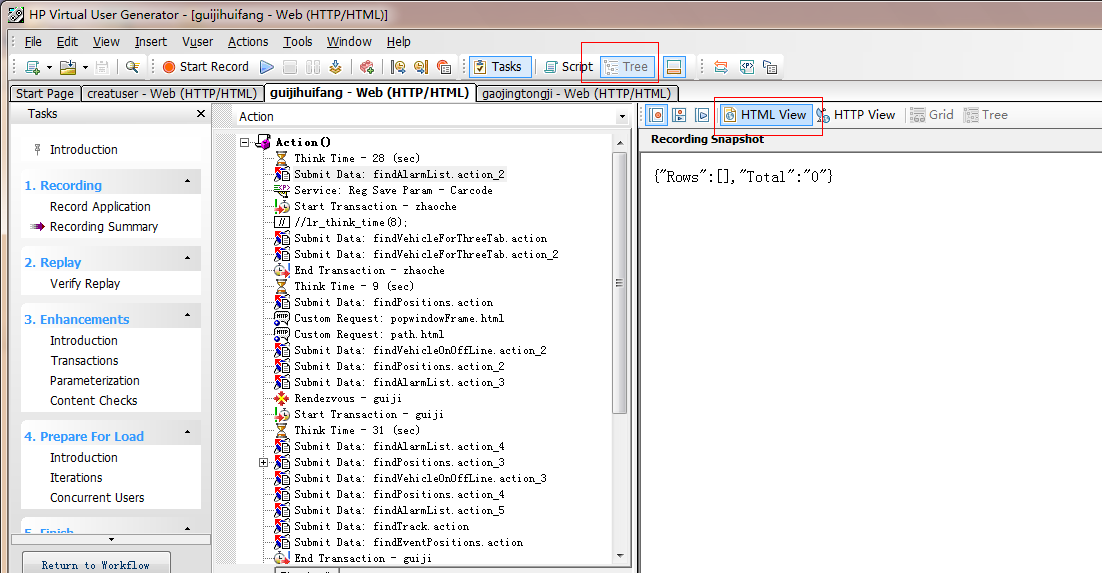 HP Virtual User Generator - [guijihuifang - Web (HTTP/HTML)]
File Edit View Insert Vuser Actions Tools Window Help
Start Record Tasks Script Tree
Start Page creatuser - Web (HTTP/HTML) guijihuifang - Web (HTTP/HTML) gaojingtongji - Web (HTTP/HTML)
Tasks
Introduction
1. Recording
Record Application
Recording Summary
2. Replay
Verify Replay
3. Enhancements
Introduction
Transactions
Parameterization
Content Checks
4. Prepare For Load
Introduction
Iterations
Concurrent Users
5. Finish
Return to Workflow
Action
Action()
Think Time - 28 (sec)
Submit Data: findAlarmList.action_2
Service: Reg Save Param - Carcode
Start Transaction - zhaoche
//lr_think_time(8);
Submit Data: findVehicleForThreeTab.action
Submit Data: findVehicleForThreeTab.action_2
End Transaction - zhaoche
Think Time - 9 (sec)
Submit Data: findPositions.action
Custom Request: popwindowFrame.html
Custom Request: path.html
Submit Data: findVehicleOnOffLine.action_2
Submit Data: findPositions.action_2
Submit Data: findAlarmList.action_3
Rendezvous - guiji
Start Transaction - guiji
Think Time - 31 (sec)
Submit Data: findAlarmList.action_4
Submit Data: findPositions.action_3
Submit Data: findVehicleOnOffLine.action_3
Submit Data: findPositions.action_4
Submit Data: findAlarmList.action_5
Submit Data: findTrack.action
Submit Data: findEventPositions.action
End Transaction - guiji
HTML View HTTP View Grid Tree
Recording Snapshot
{"Rows":[],"Total":"0"}